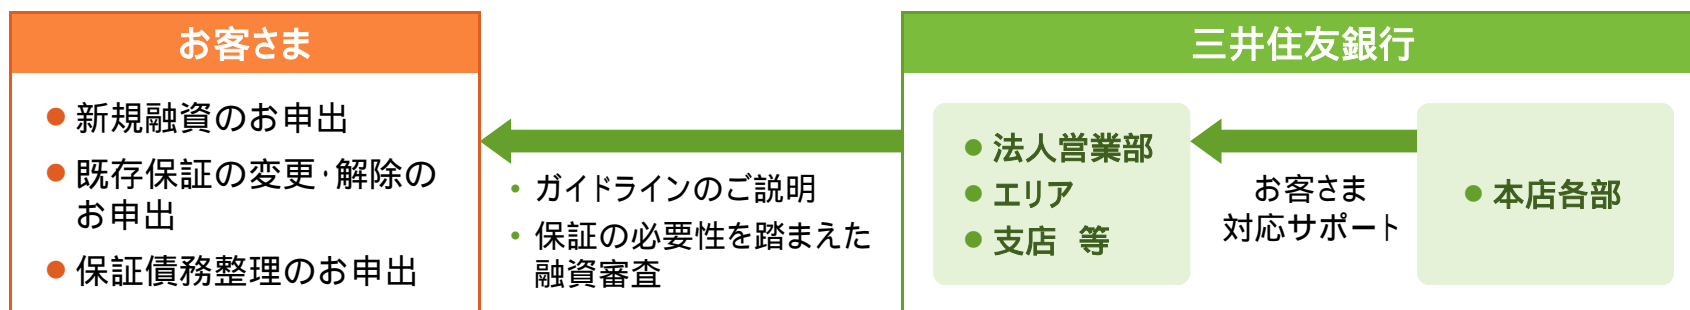 お客さま
● 新規融資のお申出
● 既存保証の変更・解除の
お申出
● 保証債務整理のお申出
・ ガイドラインのご説明
・ 保証の必要性を踏まえた
融資審査
三井住友銀行
● 法人営業部
● エリア
● 支店　等
お客さま
対応サポート
● 本店各部